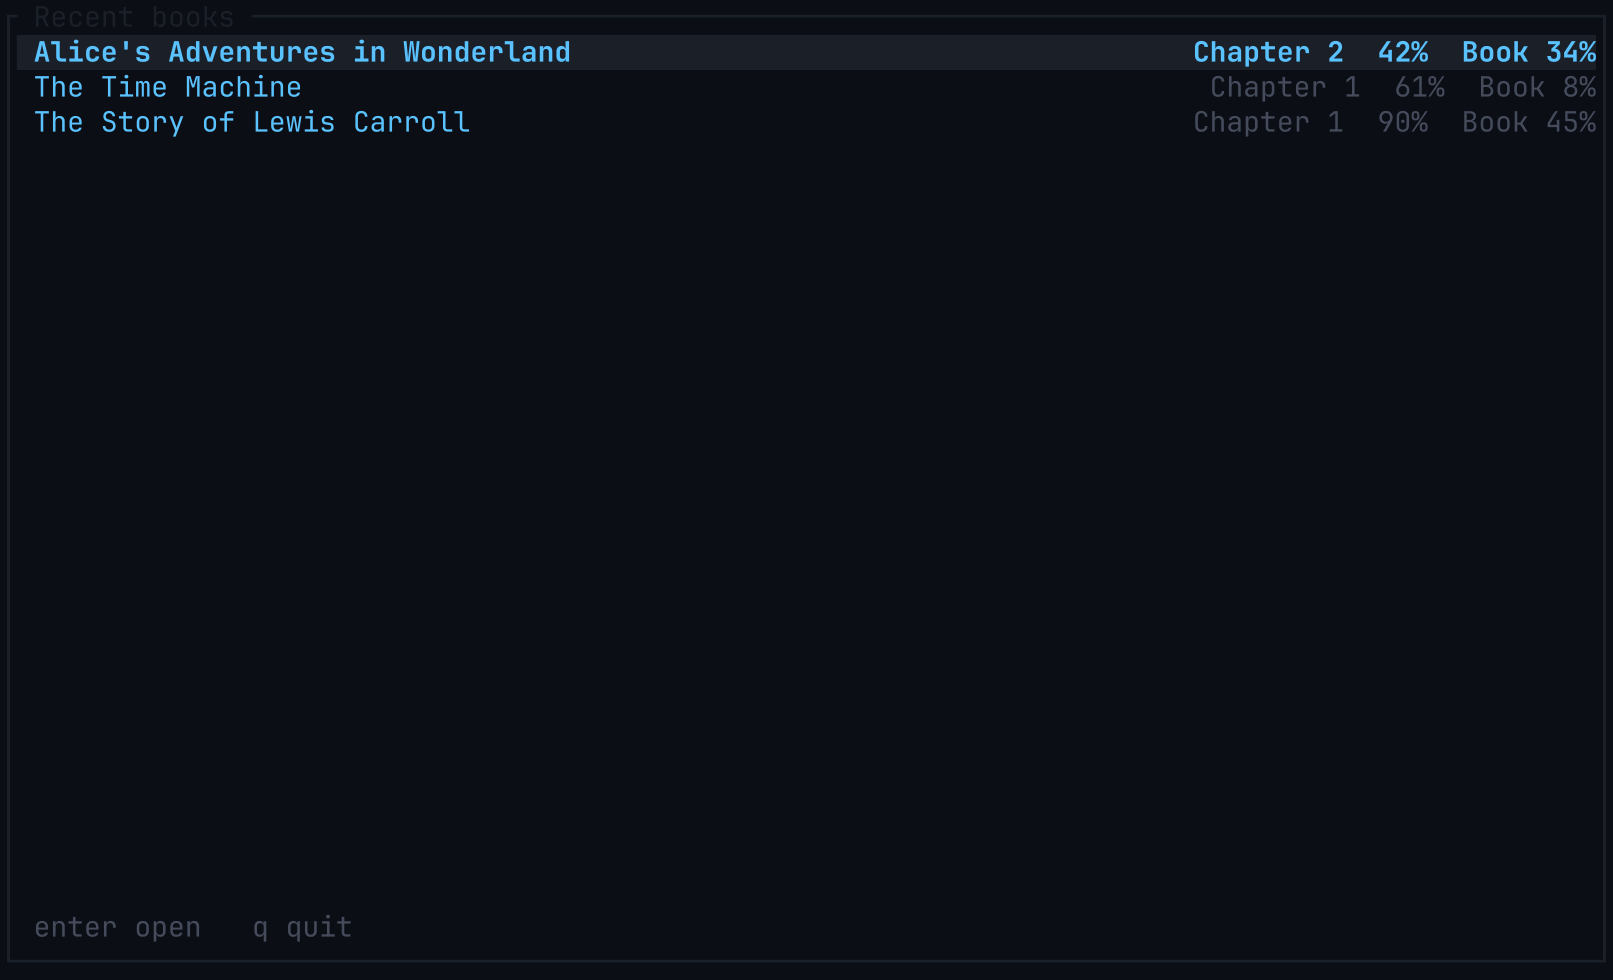 Recent books
Alice's Adventures in Wonderland Chapter 2 42% Book 34%
The Time Machine Chapter 1 61% Book 8%
The Story of Lewis Carroll Chapter 1 90% Book 45%
enter open q quit